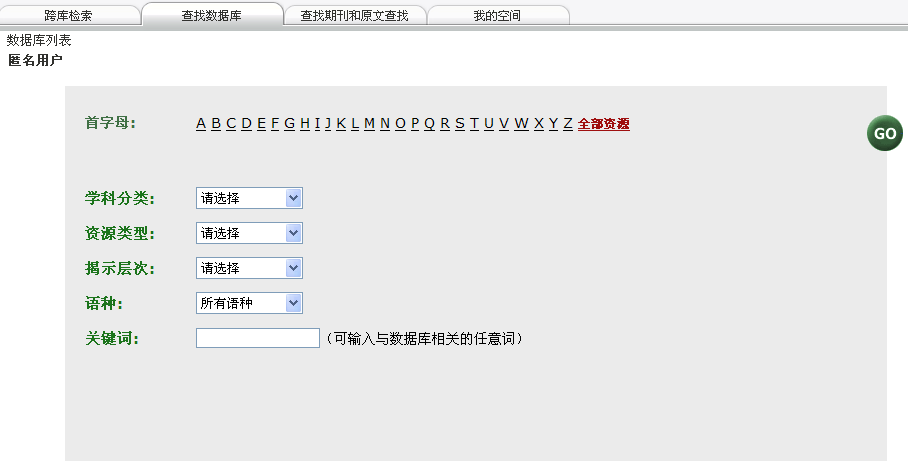 跨库检索 查找数据库 查找期刊和原文查找 我的空间
数据库列表
匿名用户
首字母: A B C D E F G H I J K L M N O P Q R S T U V W X Y Z 全部资源
GO
学科分类: 请选择
资源类型: 请选择
揭示层次: 请选择
语种: 所有语种
关键词: （可输入与数据库相关的任意词）